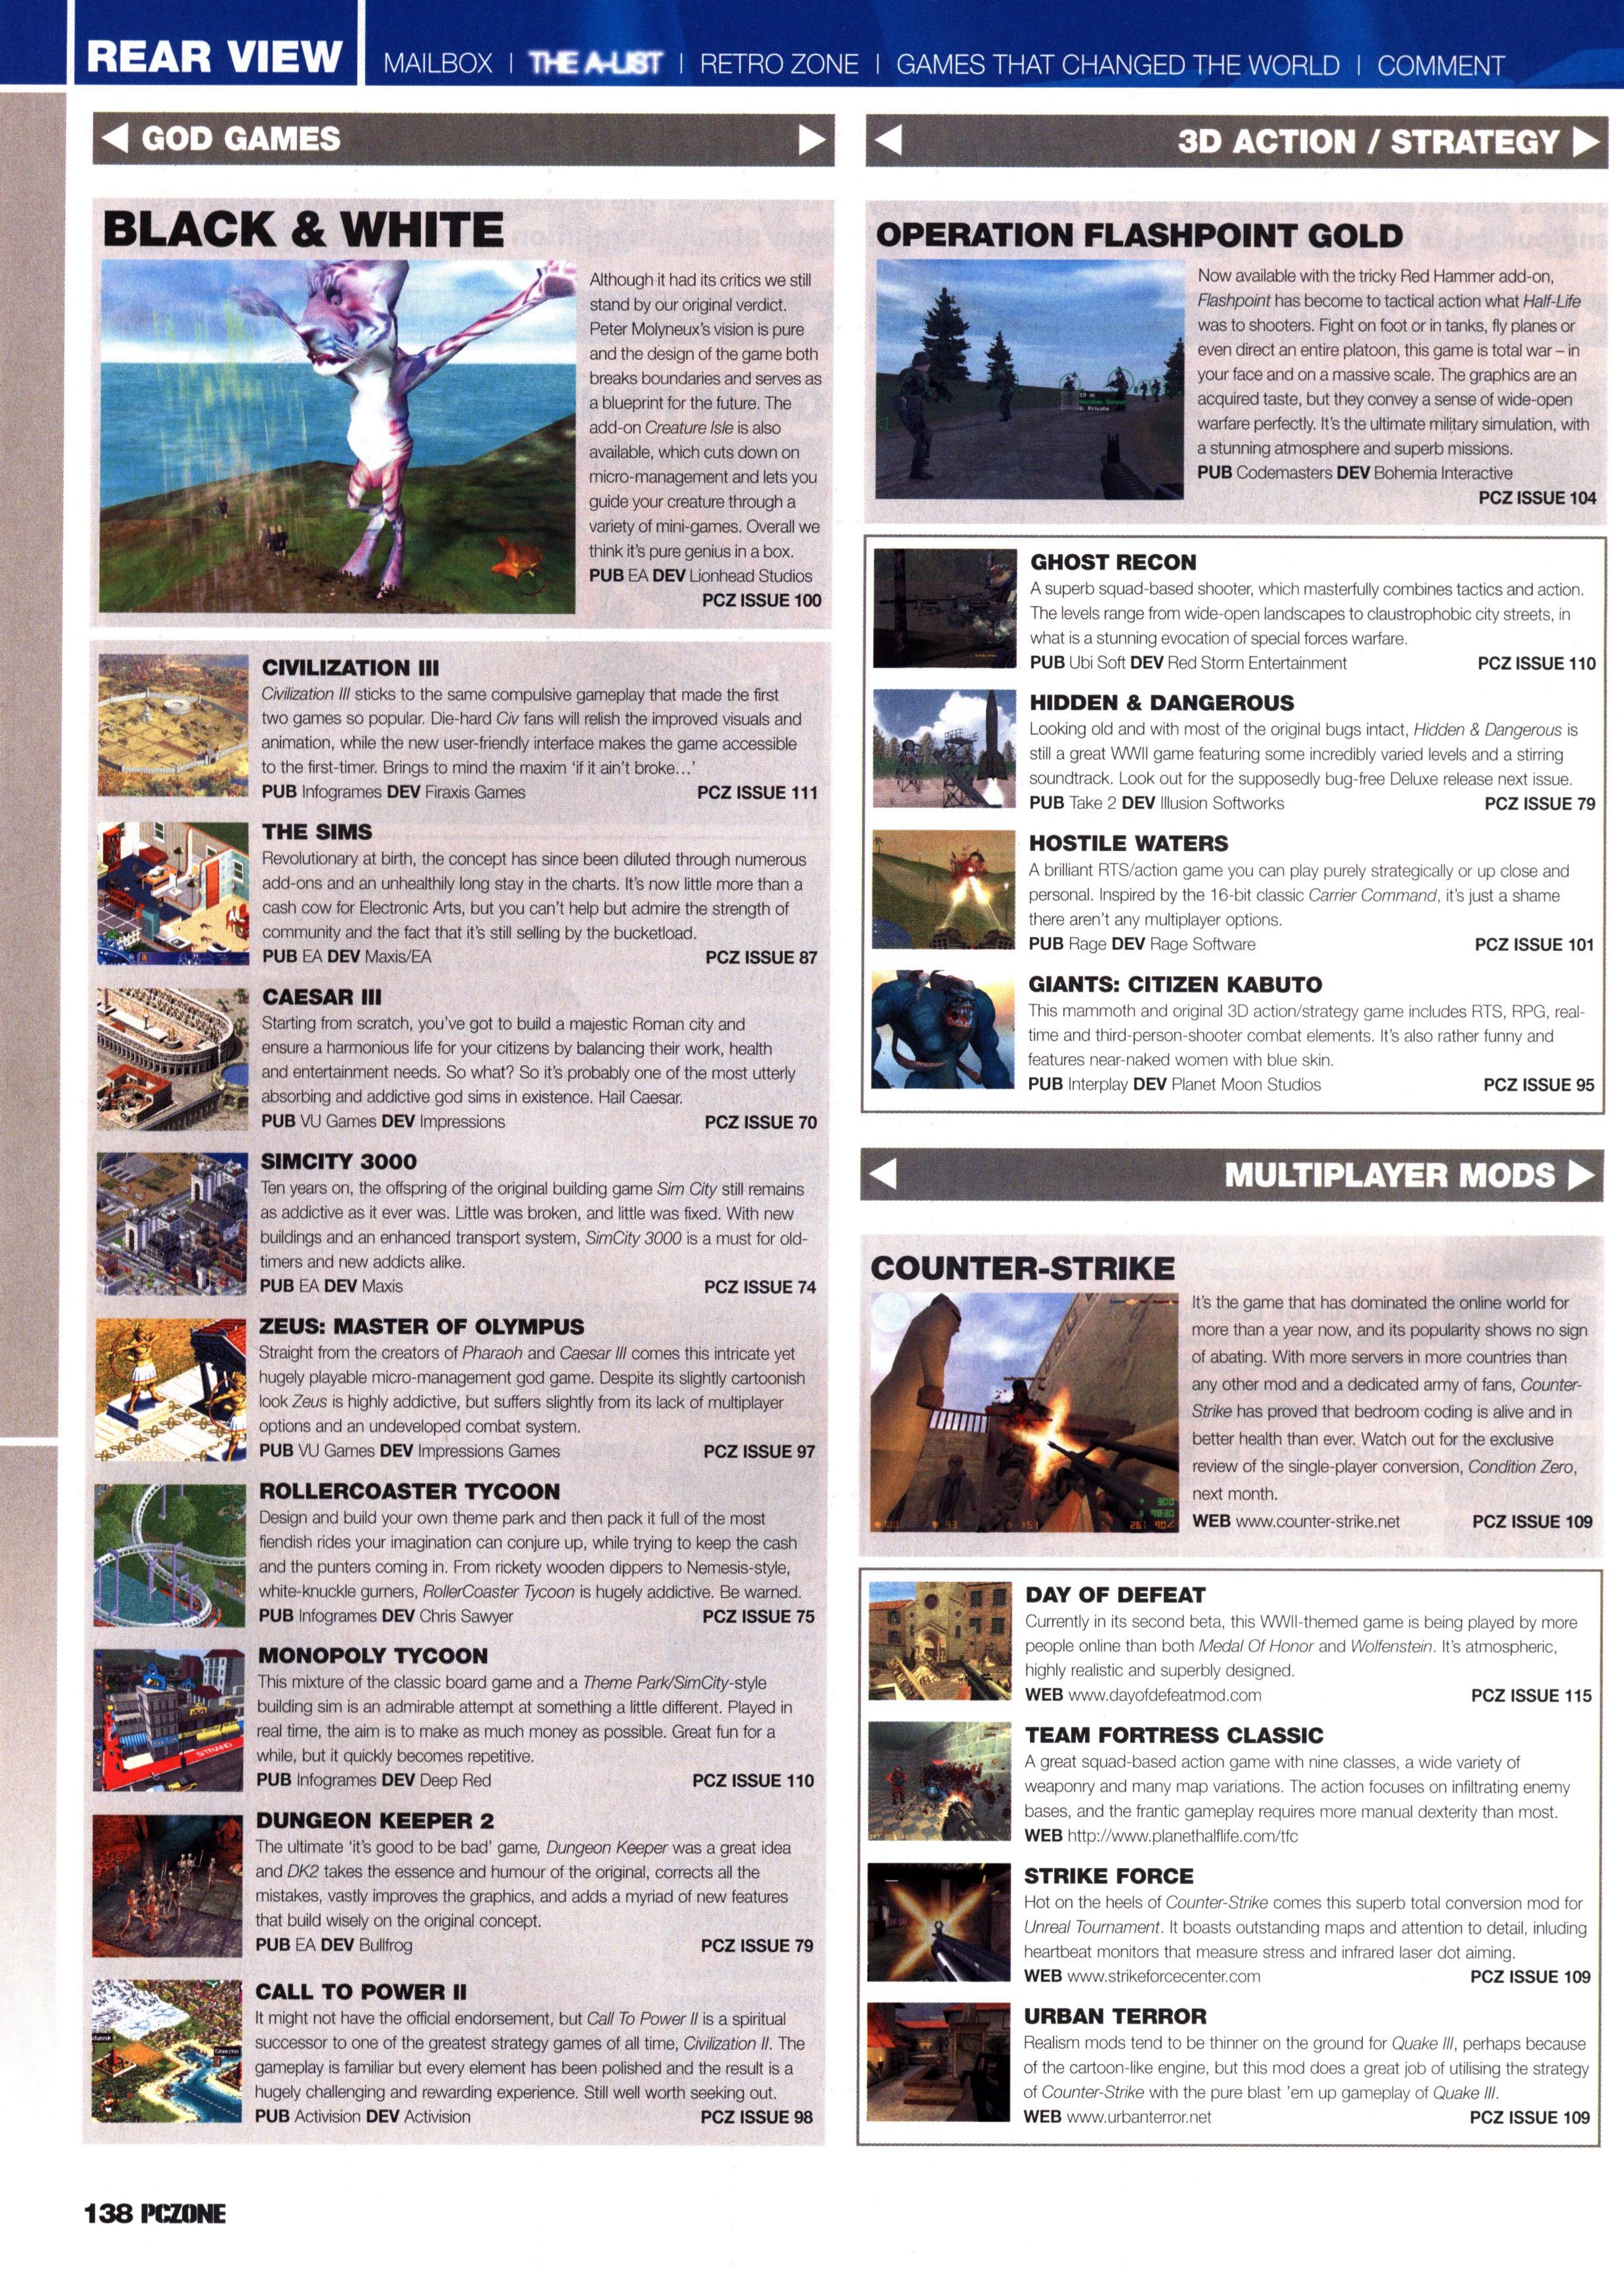 REAR VIEW
MAILBOX | THE A-LIST | RETRO ZONE | GAMES THAT CHANGED THE WORLD | COMMENT
GOD GAMES
BLACK & WHITE
Although it had its critics we still
stand by our original verdict.
Peter Molyneux's vision is pure
and the design of the game both
breaks boundaries and serves as
a blueprint for the future. The
add-on Creature Isle is also
available, which cuts down on
micro-management and lets you
guide your creature through a
variety of mini-games. Overall we
think it's pure genius in a box.
PUB EA DEV Lionhead Studios
PCZ ISSUE 100
CIVILIZATION III
Civilization III sticks to the same compulsive gameplay that made the first
two games so popular. Die-hard Civ fans will relish the improved visuals and
animation, while the new user-friendly interface makes the game accessible
to the first-timer. Brings to mind the maxim 'if it ain't broke...'
PUB Infogrames DEV Firaxis Games PCZ ISSUE 111
THE SIMS
Revolutionary at birth, the concept has since been diluted through numerous
add-ons and an unhealthily long stay in the charts. It's now little more than a
cash cow for Electronic Arts, but you can't help but admire the strength of
community and the fact that it's still selling by the bucketload.
PUB EA DEV Maxis/EA PCZ ISSUE 87
CAESAR III
Starting from scratch, you've got to build a majestic Roman city and
ensure a harmonious life for your citizens by balancing their work, health
and entertainment needs. So what? So it's probably one of the most utterly
absorbing and addictive god sims in existence. Hail Caesar.
PUB VU Games DEV Impressions PCZ ISSUE 70
SIMCITY 3000
Ten years on, the offspring of the original building game Sim City still remains
as addictive as it ever was. Little was broken, and little was fixed. With new
buildings and an enhanced transport system, SimCity 3000 is a must for old-
timers and new addicts alike.
PUB EA DEV Maxis PCZ ISSUE 74
ZEUS: MASTER OF OLYMPUS
Straight from the creators of Pharaoh and Caesar III comes this intricate yet
hugely playable micro-management god game. Despite its slightly cartoonish
look Zeus is highly addictive, but suffers slightly from its lack of multiplayer
options and an undeveloped combat system.
PUB VU Games DEV Impressions Games PCZ ISSUE 97
ROLLERCOASTER TYCOON
Design and build your own theme park and then pack it full of the most
fiendish rides your imagination can conjure up, while trying to keep the cash
and the punters coming in. From rickety wooden dippers to Nemesis-style,
white-knuckle gurners, RollerCoaster Tycoon is hugely addictive. Be warned.
PUB Infogrames DEV Chris Sawyer PCZ ISSUE 75
MONOPOLY TYCOON
This mixture of the classic board game and a Theme Park/SimCity-style
building sim is an admirable attempt at something a little different. Played in
real time, the aim is to make as much money as possible. Great fun for a
while, but it quickly becomes repetitive.
PUB Infogrames DEV Deep Red PCZ ISSUE 110
STRAND
DUNGEON KEEPER 2
The ultimate 'it's good to be bad' game, Dungeon Keeper was a great idea
and DK2 takes the essence and humour of the original, corrects all the
mistakes, vastly improves the graphics, and adds a myriad of new features
that build wisely on the original concept.
PUB EA DEV Bullfrog PCZ ISSUE 79
CALL TO POWER II
It might not have the official endorsement, but Call To Power II is a spiritual
successor to one of the greatest strategy games of all time, Civilization II. The
gameplay is familiar but every element has been polished and the result is a
hugely challenging and rewarding experience. Still well worth seeking out.
PUB Activision DEV Activision PCZ ISSUE 98
3D ACTION / STRATEGY
OPERATION FLASHPOINT GOLD
Now available with the tricky Red Hammer add-on,
Flashpoint has become to tactical action what Half-Life
was to shooters. Fight on foot or in tanks, fly planes or
even direct an entire platoon, this game is total war – in
your face and on a massive scale. The graphics are an
acquired taste, but they convey a sense of wide-open
warfare perfectly. It's the ultimate military simulation, with
a stunning atmosphere and superb missions.
PUB Codemasters DEV Bohemia Interactive
PCZ ISSUE 104
GHOST RECON
A superb squad-based shooter, which masterfully combines tactics and action.
The levels range from wide-open landscapes to claustrophobic city streets, in
what is a stunning evocation of special forces warfare.
PUB Ubi Soft DEV Red Storm Entertainment PCZ ISSUE 110
HIDDEN & DANGEROUS
Looking old and with most of the original bugs intact, Hidden & Dangerous is
still a great WWII game featuring some incredibly varied levels and a stirring
soundtrack. Look out for the supposedly bug-free Deluxe release next issue.
PUB Take 2 DEV Illusion Softworks PCZ ISSUE 79
HOSTILE WATERS
A brilliant RTS/action game you can play purely strategically or up close and
personal. Inspired by the 16-bit classic Carrier Command, it's just a shame
there aren't any multiplayer options.
PUB Rage DEV Rage Software PCZ ISSUE 101
GIANTS: CITIZEN KABUTO
This mammoth and original 3D action/strategy game includes RTS, RPG, real-
time and third-person-shooter combat elements. It's also rather funny and
features near-naked women with blue skin.
PUB Interplay DEV Planet Moon Studios PCZ ISSUE 95
MULTIPLAYER MODS
COUNTER-STRIKE
It's the game that has dominated the online world for
more than a year now, and its popularity shows no sign
of abating. With more servers in more countries than
any other mod and a dedicated army of fans, Counter-
Strike has proved that bedroom coding is alive and in
better health than ever. Watch out for the exclusive
review of the single-player conversion, Condition Zero,
next month.
WEB www.counter-strike.net PCZ ISSUE 109
DAY OF DEFEAT
Currently in its second beta, this WWII-themed game is being played by more
people online than both Medal Of Honor and Wolfenstein. It's atmospheric,
highly realistic and superbly designed.
WEB www.dayofdefeatmod.com PCZ ISSUE 115
TEAM FORTRESS CLASSIC
A great squad-based action game with nine classes, a wide variety of
weaponry and many map variations. The action focuses on infiltrating enemy
bases, and the frantic gameplay requires more manual dexterity than most.
WEB http://www.planethalflife.com/tfc
STRIKE FORCE
Hot on the heels of Counter-Strike comes this superb total conversion mod for
Unreal Tournament. It boasts outstanding maps and attention to detail, inluding
heartbeat monitors that measure stress and infrared laser dot aiming.
WEB www.strikeforcecenter.com PCZ ISSUE 109
URBAN TERROR
Realism mods tend to be thinner on the ground for Quake III, perhaps because
of the cartoon-like engine, but this mod does a great job of utilising the strategy
of Counter-Strike with the pure blast 'em up gameplay of Quake III.
WEB www.urbanterror.net PCZ ISSUE 109
138 PCZONE